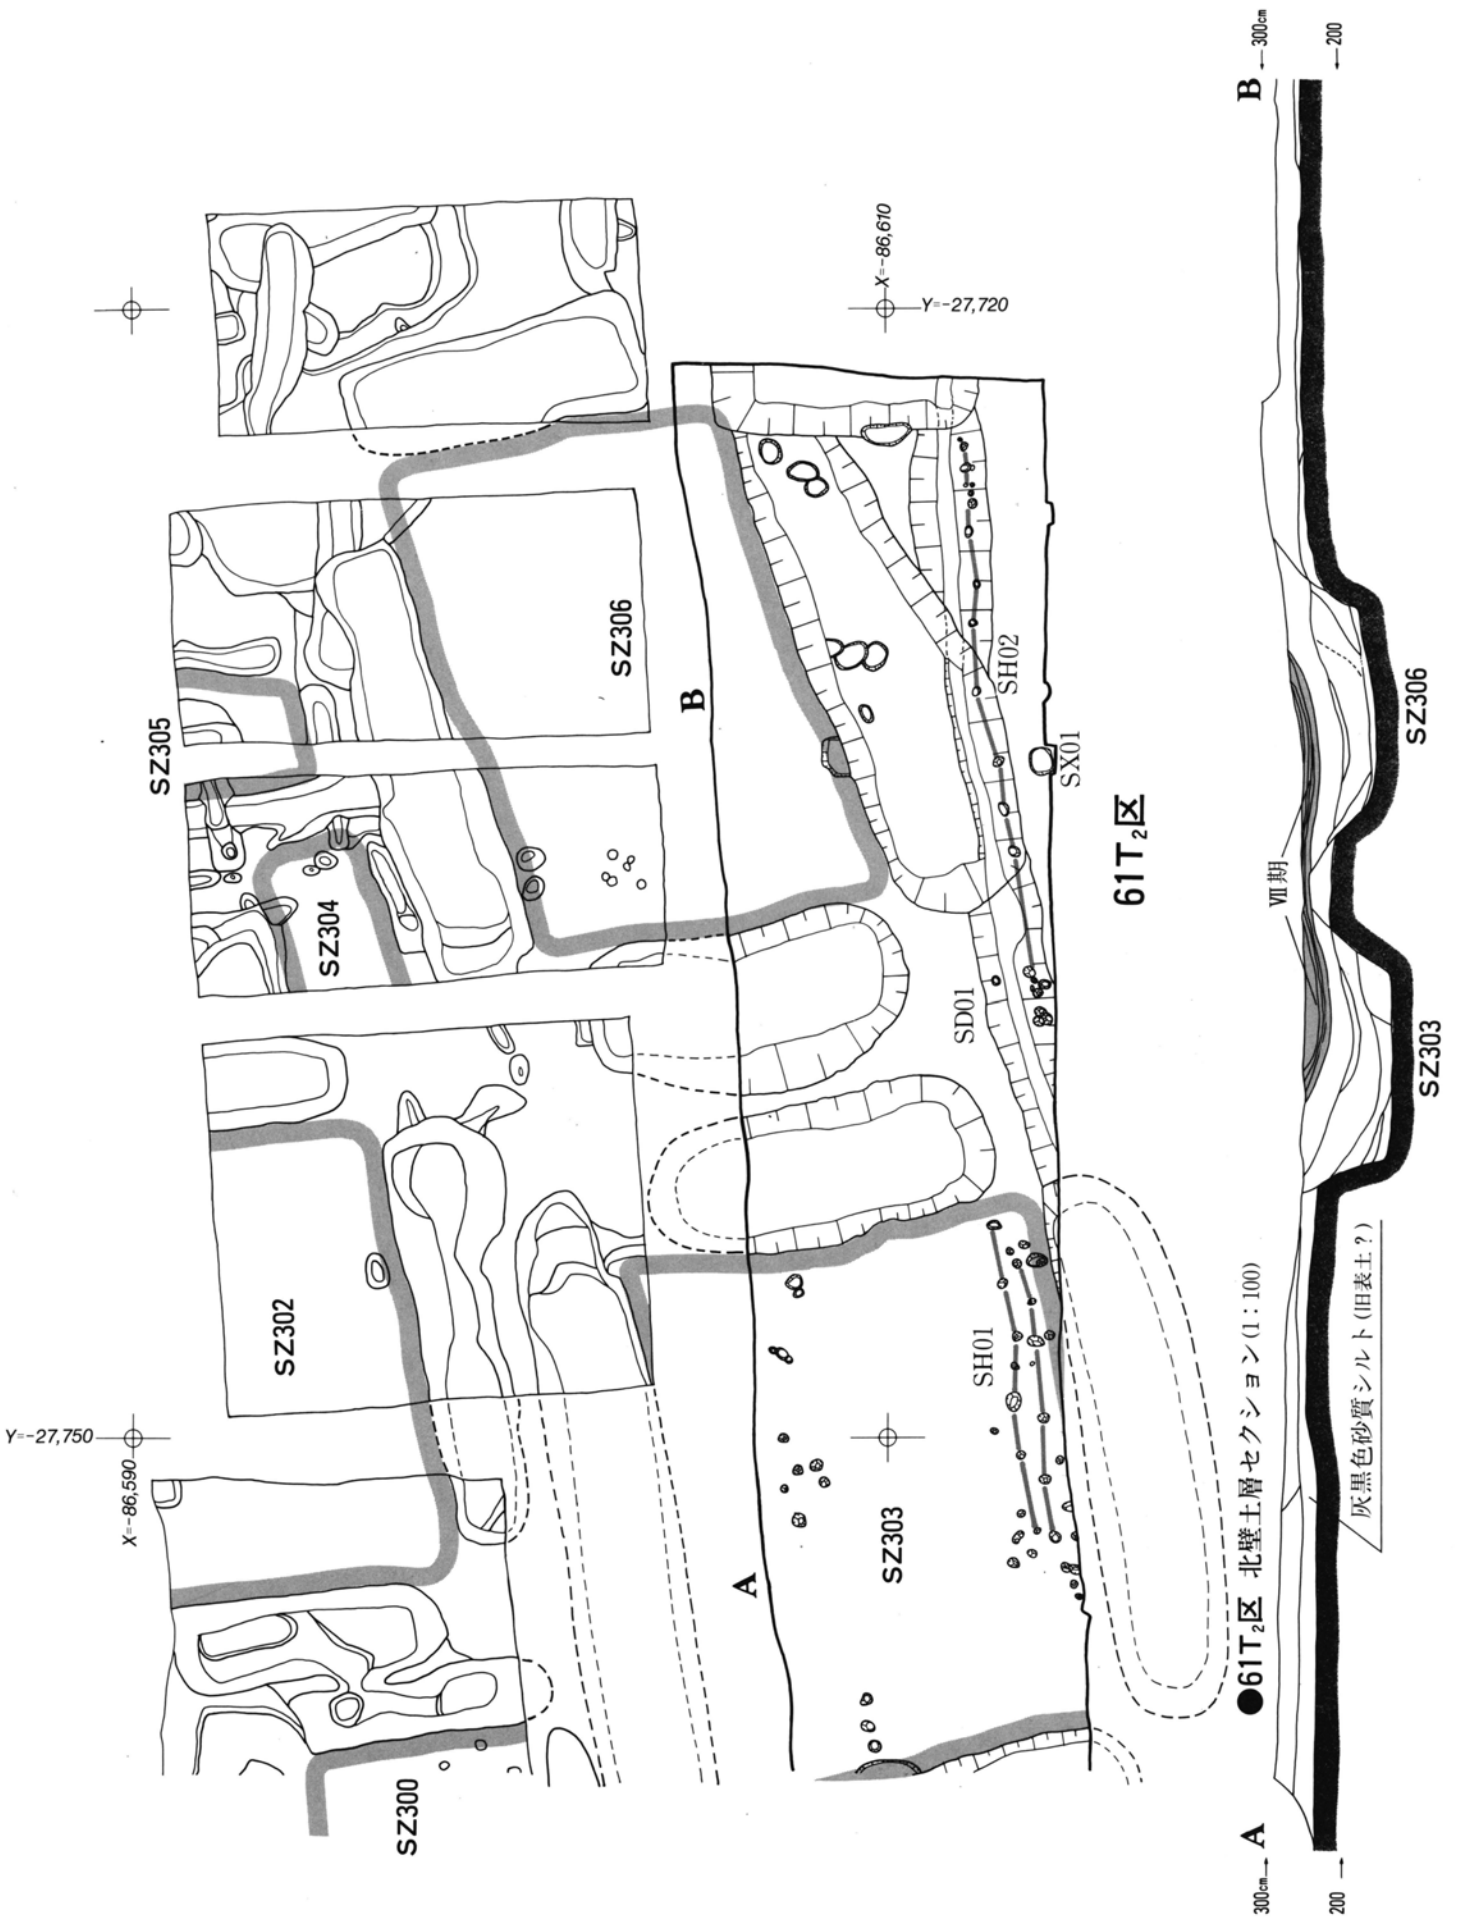 SZ305
SZ306
SZ304
SZ302
SZ300
Y=-27,750
X=-86,590
X=-86,610
Y=-27,720
B
A
SH02
SX01
SD01
SH01
SZ303
61T₂区
●61T₂区 北壁土層セクション(1:100)
300cm
A
200
B
300cm
200
Ⅶ期
SZ303
SZ306
灰黒色砂質シルト(旧表土?)